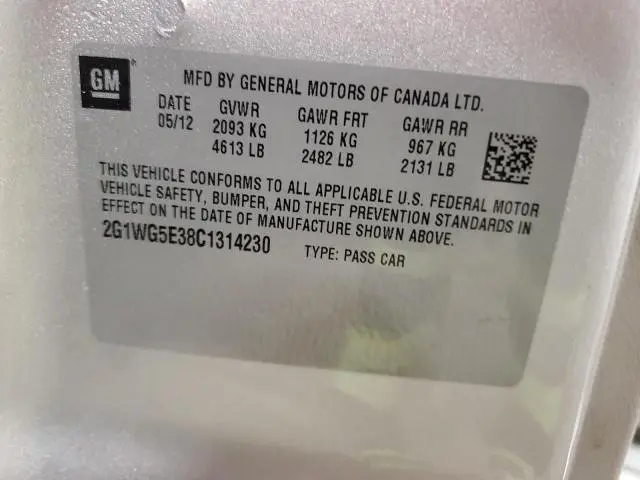 GM
MFD BY GENERAL MOTORS OF CANADA LTD.
DATE GVWR GAWR FRT GAWR RR
05/12 2093 KG 1126 KG 967 KG
4613 LB 2482 LB 2131 LB
THIS VEHICLE CONFORMS TO ALL APPLICABLE U.S. FEDERAL MOTOR
VEHICLE SAFETY, BUMPER, AND THEFT PREVENTION STANDARDS IN
EFFECT ON THE DATE OF MANUFACTURE SHOWN ABOVE.
2G1WG5E38C1314230 TYPE: PASS CAR